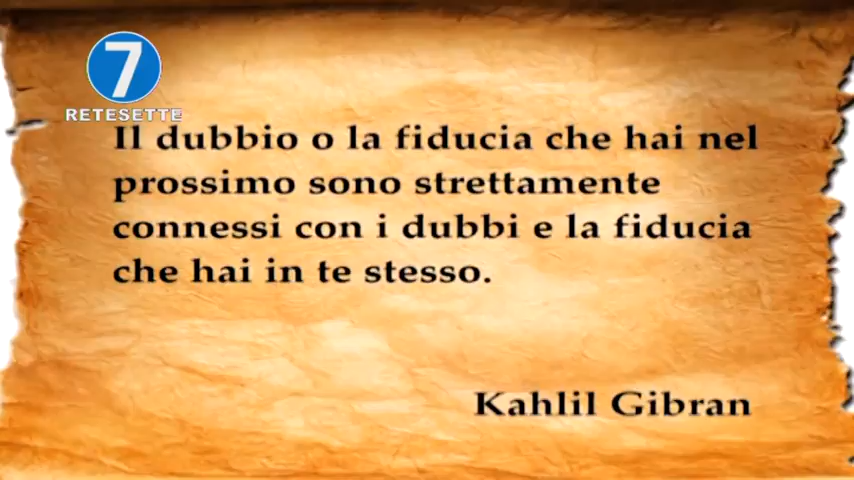 7
RETESETTE
Il dubbio o la fiducia che hai nel
prossimo sono strettamente
connessi con i dubbi e la fiducia
che hai in te stesso.
Kahlil Gibran